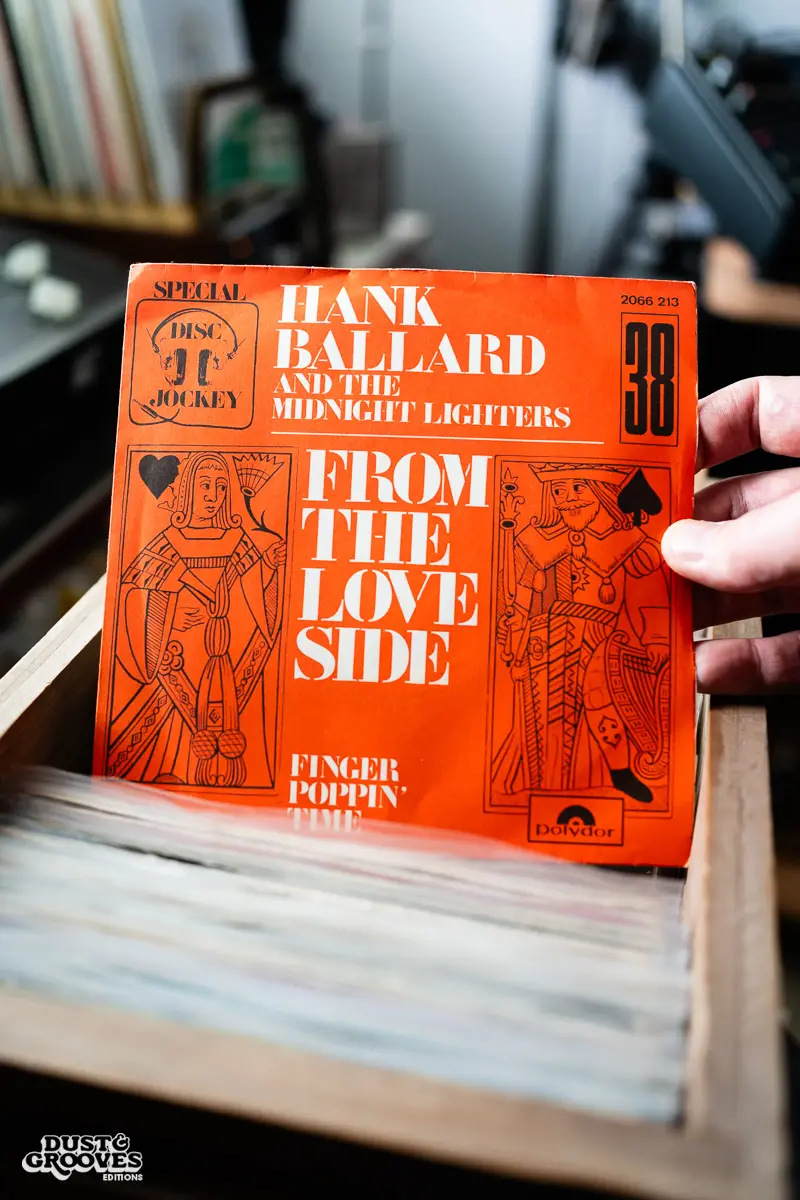 SPECIAL
DISC
JOCKEY
HANK
BALLARD
AND THE
MIDNIGHT LIGHTERS
2066 213
38
FROM
THE
LOVE
SIDE
FINGER
POPPIN'
TIME
polydor
DUST&
GROOVES
EDITIONS